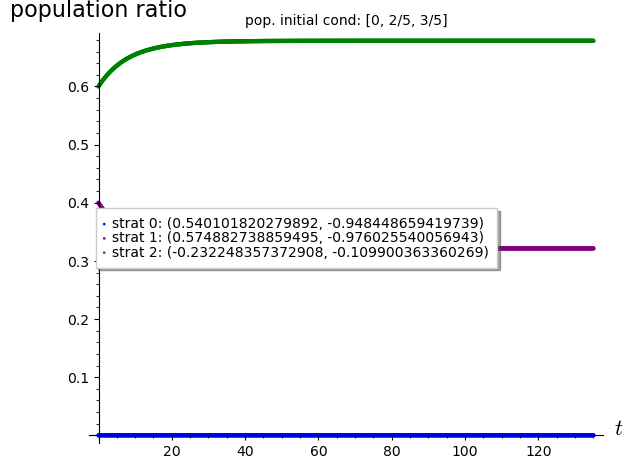 population ratio
pop. initial cond: [0, 2/5, 3/5]
0.6
0.5
0.4
strat 0: (0.540101820279892, -0.948448659419739)
strat 1: (0.574882738859495, -0.976025540056943)
strat 2: (-0.232248357372908, -0.109900363360269)
0.3
0.2
0.1
t
20 40 60 80 100 120